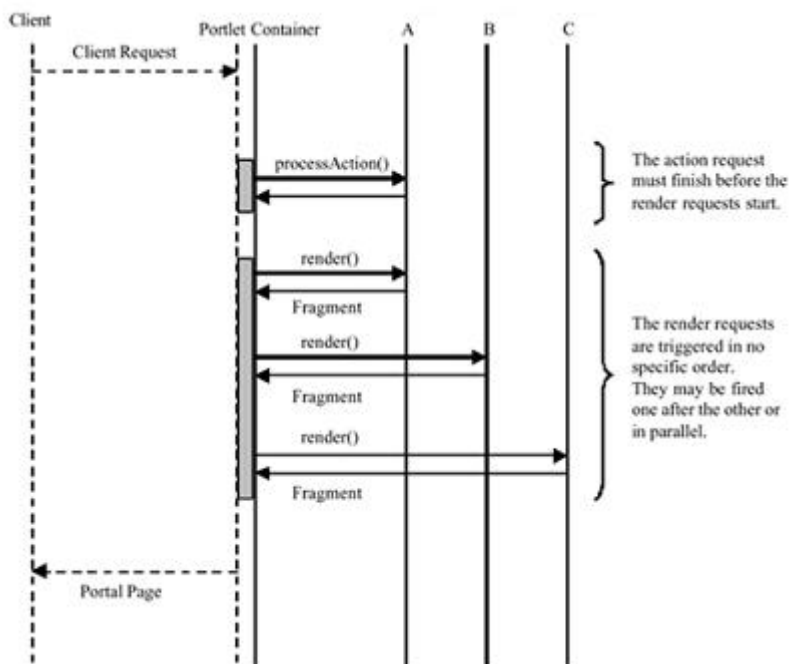 Client
Portlet Container
A
B
C
Client Request
processAction()
The action request
must finish before the
render requests start.
render()
Fragment
render()
Fragment
render()
Fragment
The render requests
are triggered in no
specific order.
They may be fired
one after the other or
in parallel.
Portal Page